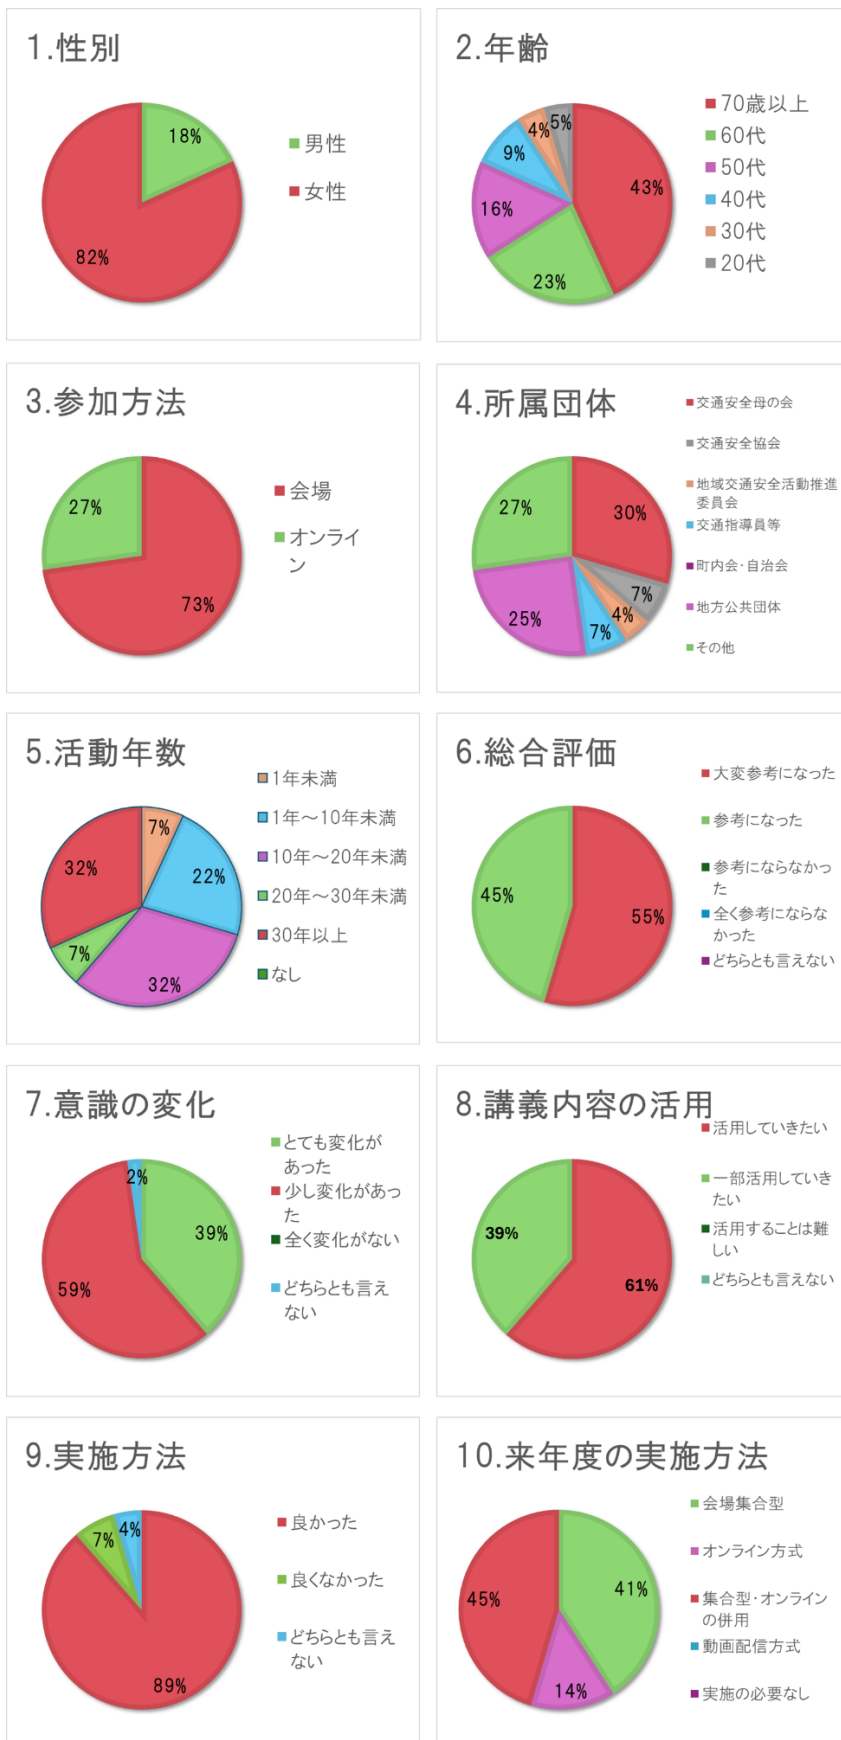 1.性別
18%
82%
男性
女性
2.年齢
43%
23%
16%
9%
4%
5%
70歳以上
60代
50代
40代
30代
20代
3.参加方法
27%
73%
会場
オンライ
ン
4.所属団体
30%
7%
4%
7%
25%
27%
交通安全母の会
交通安全協会
地域交通安全活動推進
委員会
交通指導員等
町内会・自治会
地方公共団体
その他
5.活動年数
7%
22%
32%
7%
32%
1年未満
1年～10年未満
10年～20年未満
20年～30年未満
30年以上
なし
6.総合評価
45%
55%
大変参考になった
参考になった
参考にならなかっ
た
全く参考にならな
かった
どちらとも言えない
7.意識の変化
2%
39%
59%
とても変化が
あった
少し変化があっ
た
全く変化がない
どちらとも言え
ない
8.講義内容の活用
39%
61%
活用していきたい
一部活用していき
たい
活用することは難
しい
どちらとも言えない
9.実施方法
7%
4%
89%
良かった
良くなかった
どちらとも言え
ない
10.来年度の実施方法
45%
41%
14%
会場集合型
オンライン方式
集合型・オンライン
の併用
動画配信方式
実施の必要なし